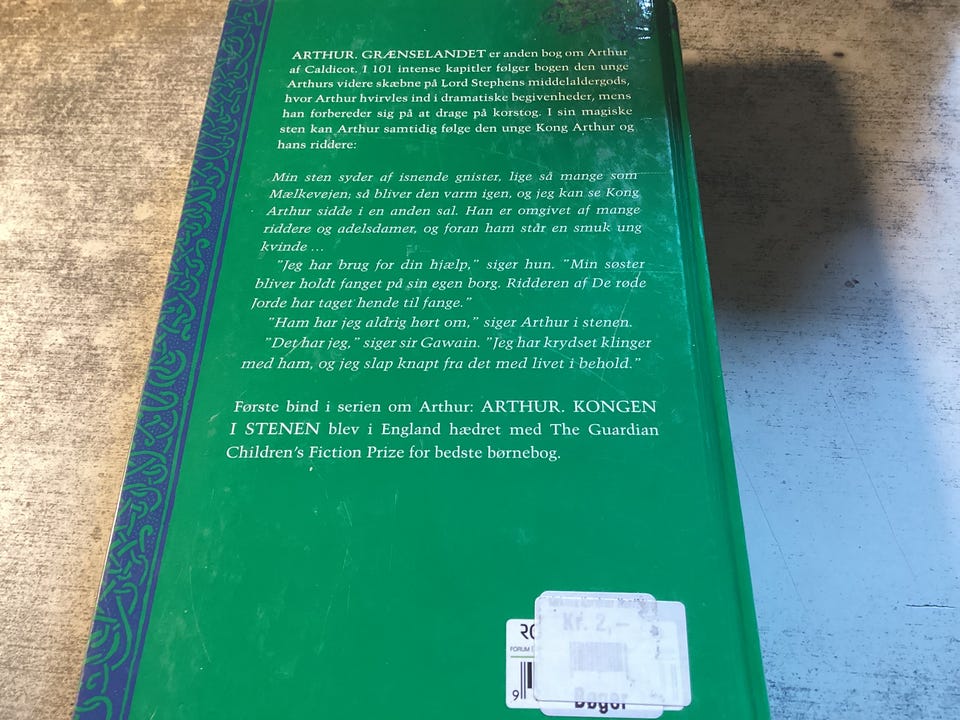 ARTHUR. GRÆNSELANDET er anden bog om Arthur
af Caldicot. I 101 intense kapitler følger bogen den unge
Arthurs videre skæbne på Lord Stephens middelaldergods,
hvor Arthur hvirvles ind i dramatiske begivenheder, mens
han forbereder sig på at drage på korstog. I sin magiske
sten kan Arthur samtidig følge den unge Kong Arthur og
hans riddere:
Min sten syder af isnende gnister, lige så mange som
Mælkevejen; så bliver den varm igen, og jeg kan se Kong
Arthur sidde i en anden sal. Han er omgivet af mange
riddere og adelsdamer, og foran ham står en smuk ung
kvinde ...
"Jeg har brug for din hjælp," siger hun. "Min søster
bliver holdt fanget på sin egen borg. Ridderen af De røde
Jorde har taget hende til fange."
"Ham har jeg aldrig hørt om," siger Arthur i stenen.
"Det har jeg," siger sir Gawain. "Jeg har krydset klinger
med ham, og jeg slap knapt fra det med livet i behold."
Første bind i serien om Arthur: ARTHUR. KONGEN
I STENEN blev i England hædret med The Guardian
Children's Fiction Prize for bedste børnebog.
Kr. 2,-
FORUM
9
Bøger